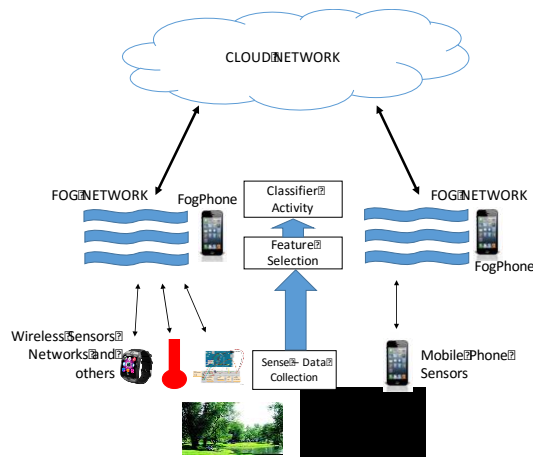 CLOUD NETWORK
FOG NETWORK
FogPhone
Classifier
Activity
FOG NETWORK
Feature
Selection
FogPhone
Wireless Sensors
Networks and
others
Sense – Data
Collection
Mobile Phone
Sensors